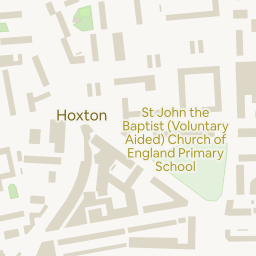 Hoxton
St John the
Baptist (Voluntary
Aided) Church of
England Primary
School